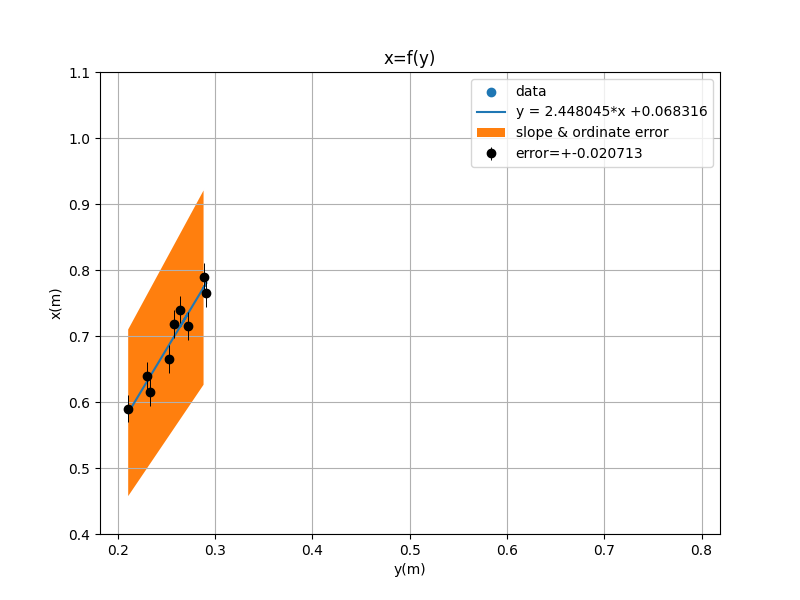 x=f(y)
data
y = 2.448045*x +0.068316
slope & ordinate error
error=+-0.020713
1.1
1.0
0.9
0.8
0.7
0.6
0.5
0.4
x(m)
0.2 0.3 0.4 0.5 0.6 0.7 0.8
y(m)